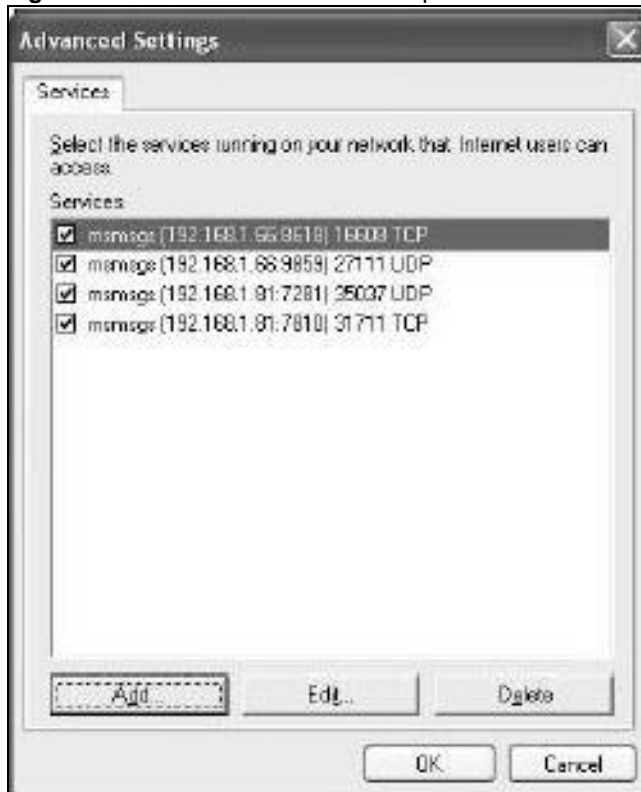 Advanced Settings
Services
Select the services running on your network that Internet users can
access.
Services
msmsgs (192.168.1.66:8618) 16608 TCP
msmsgs (192.168.1.66:9859) 27111 UDP
msmsgs (192.168.1.81:7281) 35037 UDP
msmsgs (192.168.1.81:7810) 31711 TCP
Add...
Edit...
Delete
OK
Cancel